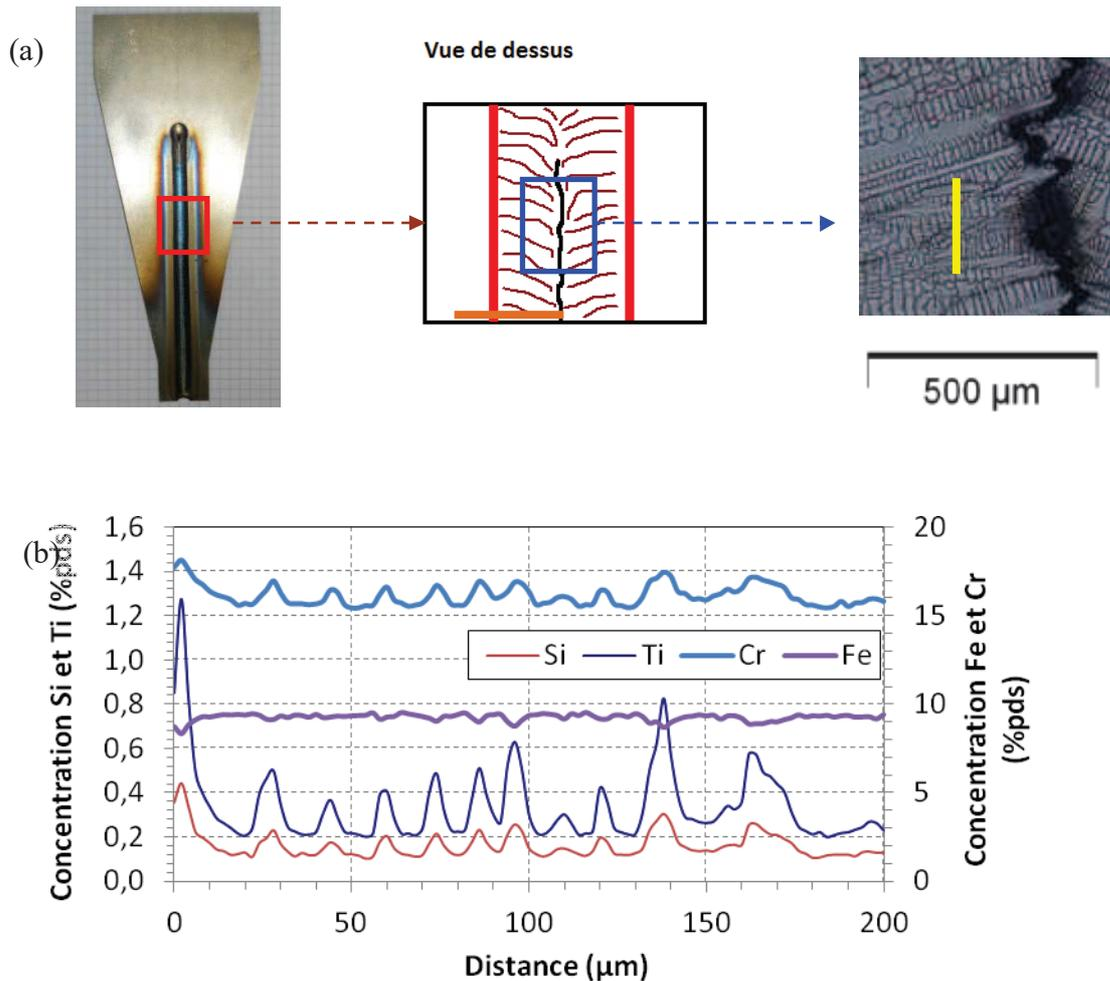 (a)
Vue de dessus
500 µm
(b)
Concentration Si et Ti (%pds)
1,6
1,4
1,2
1,0
0,8
0,6
0,4
0,2
0,0
Si Ti Cr Fe
20
15
10
5
0
Concentration Fe et Cr
(%pds)
0 50 100 150 200
Distance (µm)